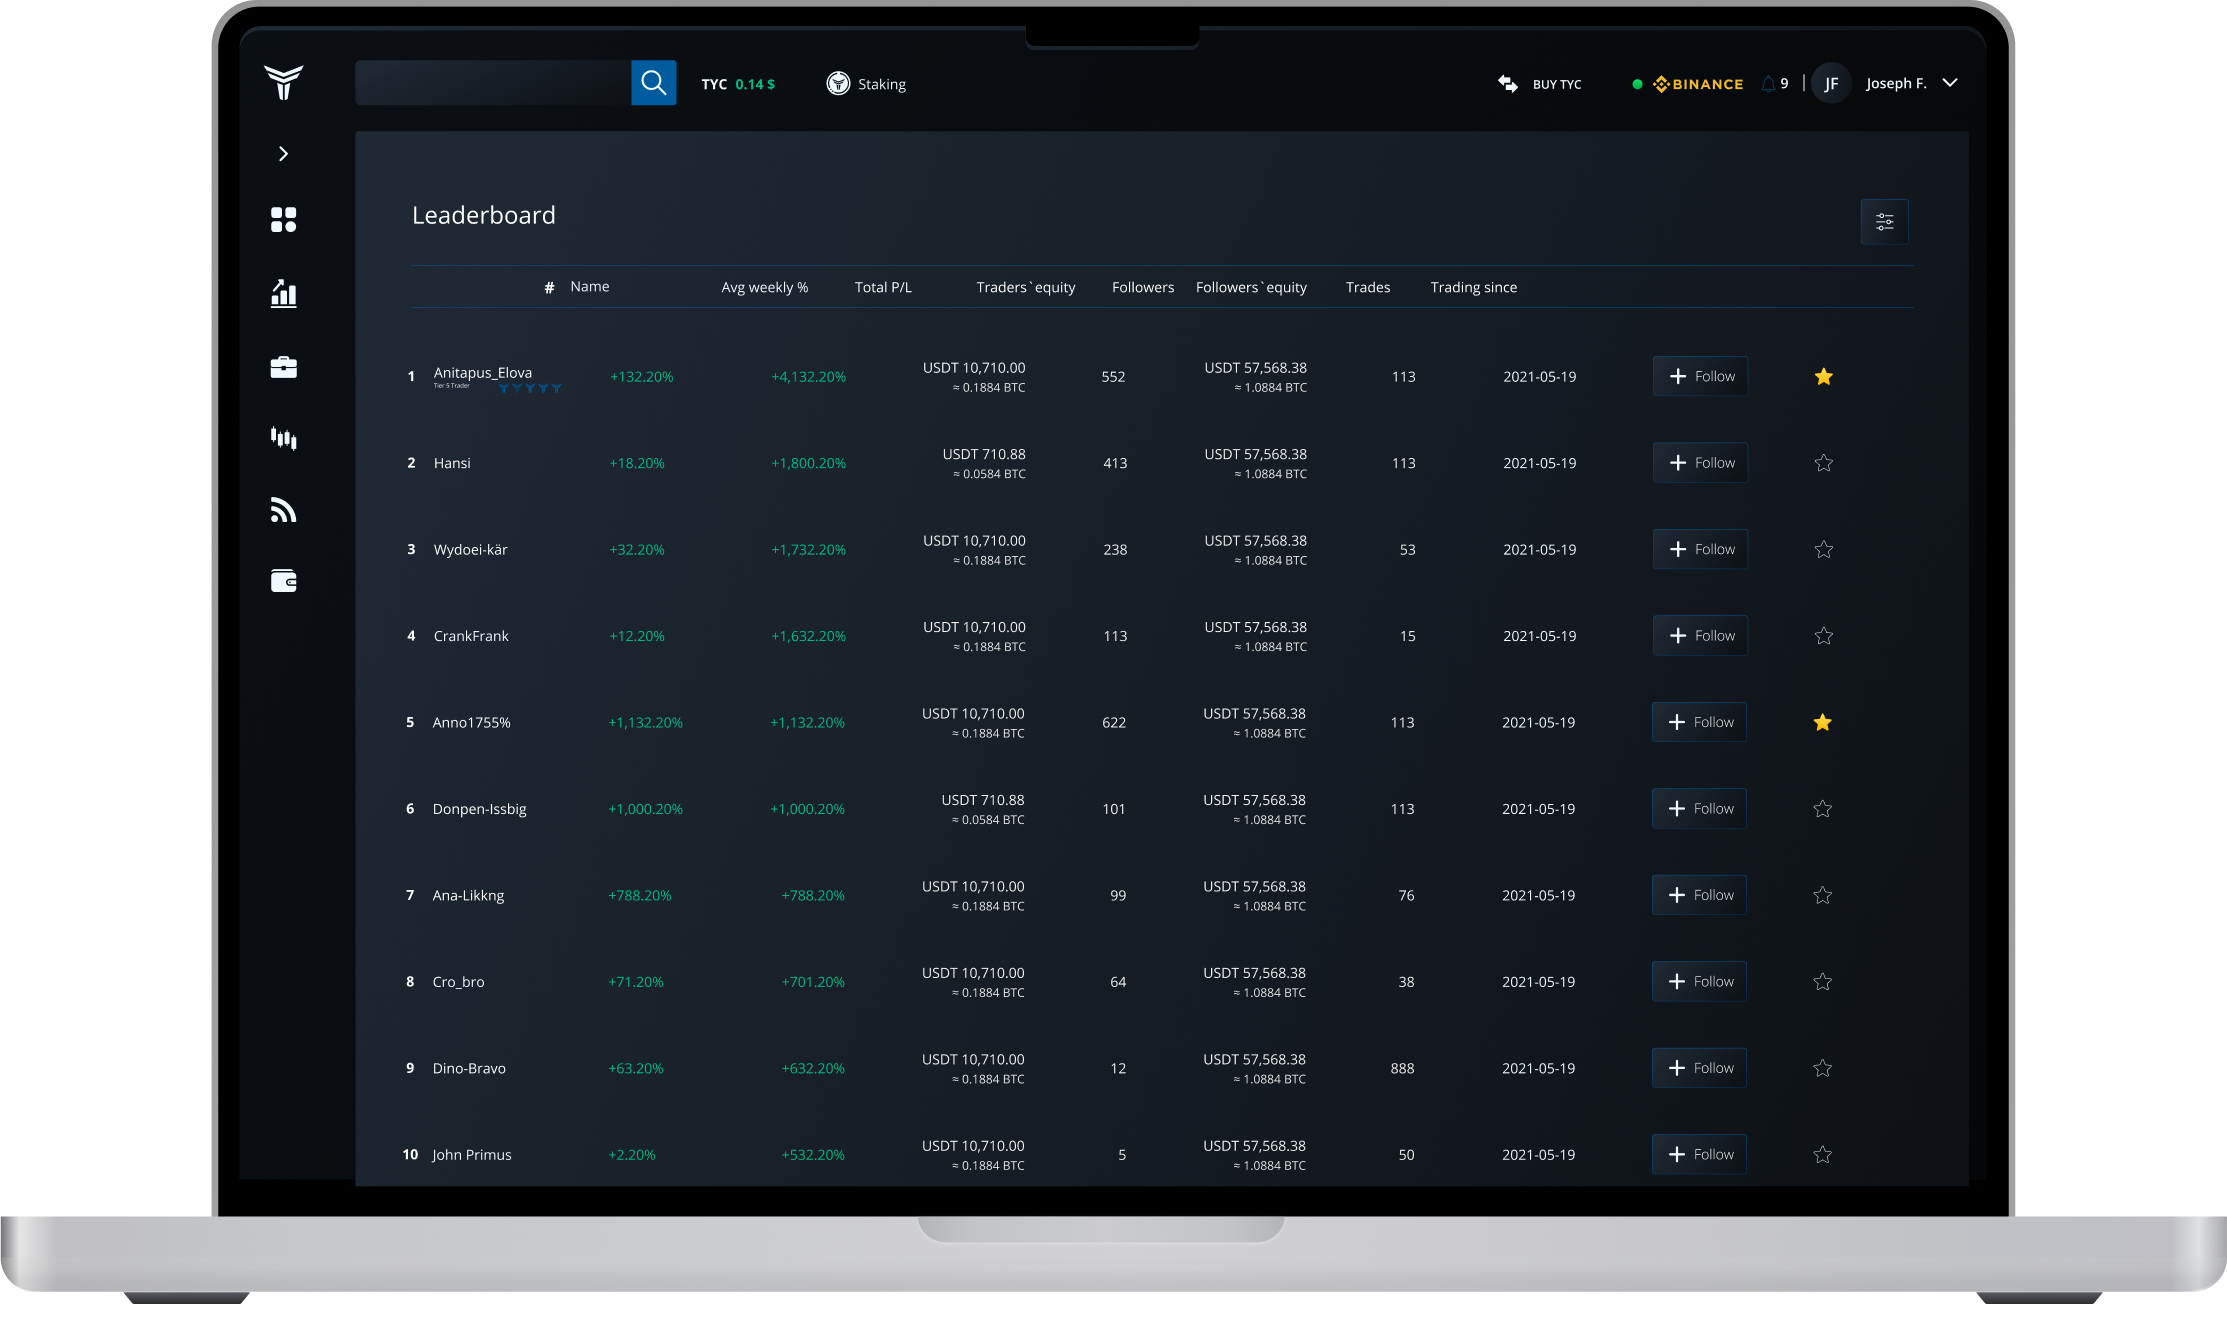 TYC 0.14 $ Staking BUY TYC BINANCE 9 JF Joseph F.
Leaderboard
# Name Avg weekly % Total P/L Traders`equity Followers Followers`equity Trades Trading since
1 Anitapus_Elova +132.20% +4,132.20% USDT 10,710.00 552 USDT 57,568.38 113 2021-05-19 Follow
Tier 5 Trader ≈ 0.1884 BTC ≈ 1.0884 BTC
2 Hansi +18.20% +1,800.20% USDT 710.88 413 USDT 57,568.38 113 2021-05-19 Follow
≈ 0.0584 BTC ≈ 1.0884 BTC
3 Wydoei-kär +32.20% +1,732.20% USDT 10,710.00 238 USDT 57,568.38 53 2021-05-19 Follow
≈ 0.1884 BTC ≈ 1.0884 BTC
4 CrankFrank +12.20% +1,632.20% USDT 10,710.00 113 USDT 57,568.38 15 2021-05-19 Follow
≈ 0.1884 BTC ≈ 1.0884 BTC
5 Anno1755% +1,132.20% +1,132.20% USDT 10,710.00 622 USDT 57,568.38 113 2021-05-19 Follow
≈ 0.1884 BTC ≈ 1.0884 BTC
6 Donpen-Issbig +1,000.20% +1,000.20% USDT 710.88 101 USDT 57,568.38 113 2021-05-19 Follow
≈ 0.0584 BTC ≈ 1.0884 BTC
7 Ana-Likkng +788.20% +788.20% USDT 10,710.00 99 USDT 57,568.38 76 2021-05-19 Follow
≈ 0.1884 BTC ≈ 1.0884 BTC
8 Cro_bro +71.20% +701.20% USDT 10,710.00 64 USDT 57,568.38 38 2021-05-19 Follow
≈ 0.1884 BTC ≈ 1.0884 BTC
9 Dino-Bravo +63.20% +632.20% USDT 10,710.00 12 USDT 57,568.38 888 2021-05-19 Follow
≈ 0.1884 BTC ≈ 1.0884 BTC
10 John Primus +2.20% +532.20% USDT 10,710.00 5 USDT 57,568.38 50 2021-05-19 Follow
≈ 0.1884 BTC ≈ 1.0884 BTC